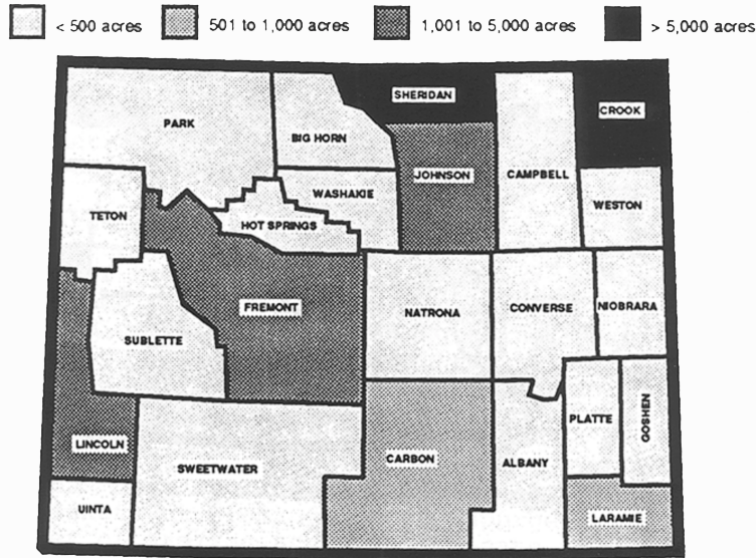 < 500 acres
501 to 1,000 acres
1,001 to 5,000 acres
> 5,000 acres
SHERIDAN
CROOK
PARK
BIG HORN
JOHNSON
CAMPBELL
WASHAKIE
WESTON
TETON
HOT SPRINGS
FREMONT
NATRONA
CONVERSE
NIOBRARA
SUBLETTE
GOSHEN
PLATTE
LINCOLN
SWEETWATER
CARBON
ALBANY
UINTA
LARAMIE